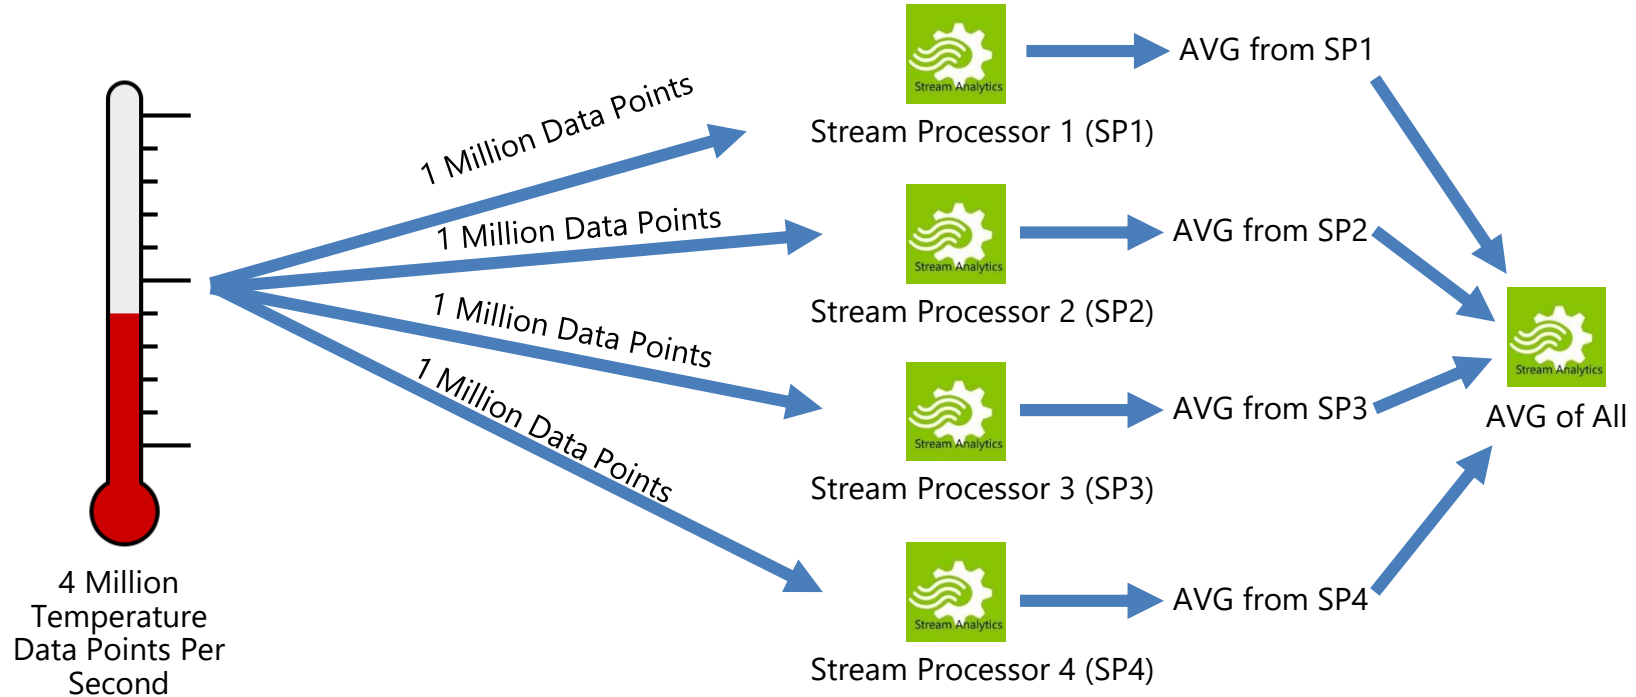 4 Million
Temperature
Data Points Per
Second
1 Million Data Points
1 Million Data Points
1 Million Data Points
1 Million Data Points
Stream Analytics
Stream Processor 1 (SP1)
AVG from SP1
Stream Analytics
Stream Processor 2 (SP2)
AVG from SP2
Stream Analytics
Stream Processor 3 (SP3)
AVG from SP3
Stream Analytics
Stream Processor 4 (SP4)
AVG from SP4
Stream Analytics
AVG of All